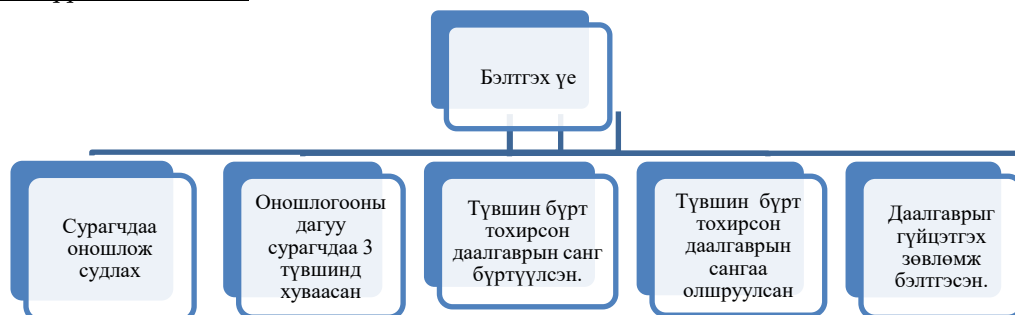 Бэлтгэх үе
Сурагчдаа
оношлож
судлах
Оношлогооны
дагуу
сурагчдаа 3
түвшинд
хуваасан
Түвшин бүрт
тохирсон
даалгаврын санг
бүртүүлсэн.
Түвшин бүрт
тохирсон
даалгаврын
сангаа
олшруулсан
Даалгаврыг
гүйцэтгэх
зөвлөмж
бэлтгэсэн.